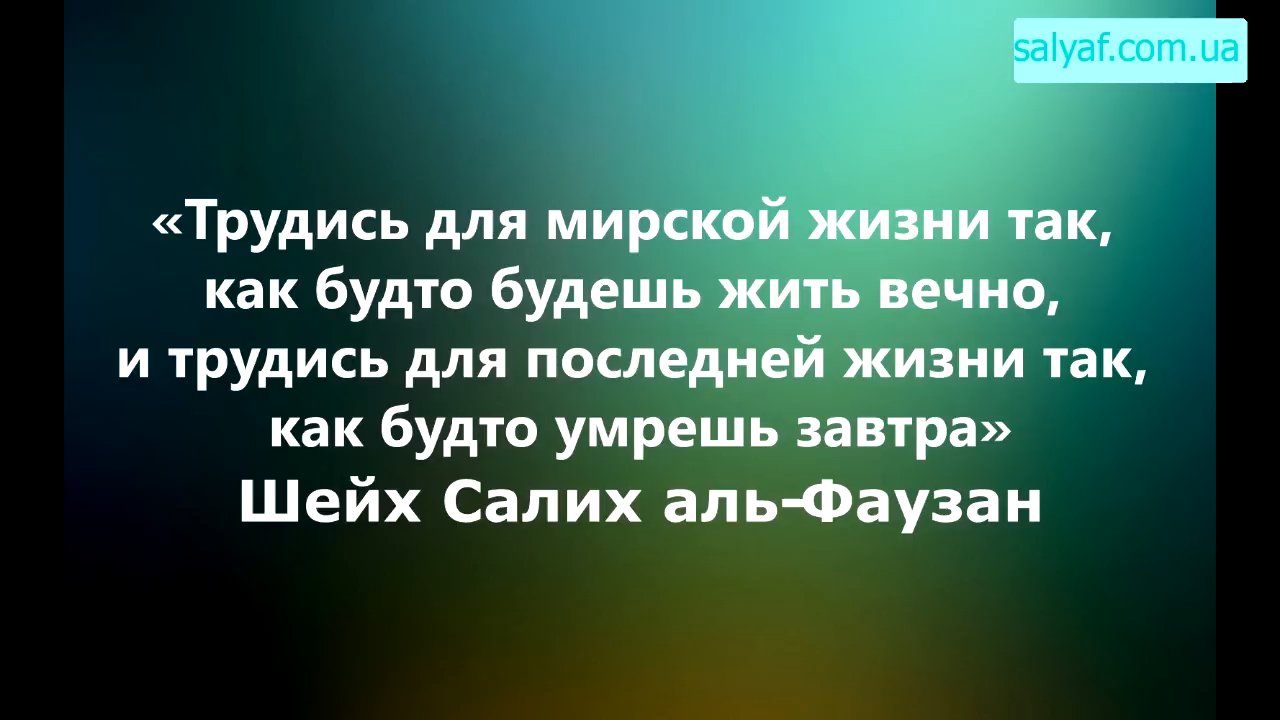 salyaf.com.ua
«Трудись для мирской жизни так,
как будто будешь жить вечно,
и трудись для последней жизни так,
как будто умрешь завтра»
Шейх Салих аль-Фаузан